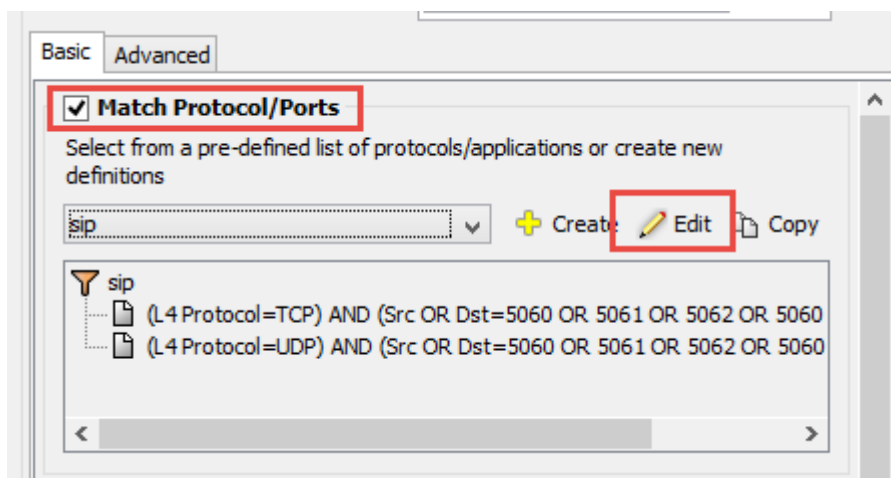 Basic Advanced
Match Protocol/Ports
Select from a pre-defined list of protocols/applications or create new
definitions
sip Create Edit Copy
sip
(L4 Protocol=TCP) AND (Src OR Dst=5060 OR 5061 OR 5062 OR 5060
(L4 Protocol=UDP) AND (Src OR Dst=5060 OR 5061 OR 5062 OR 5060